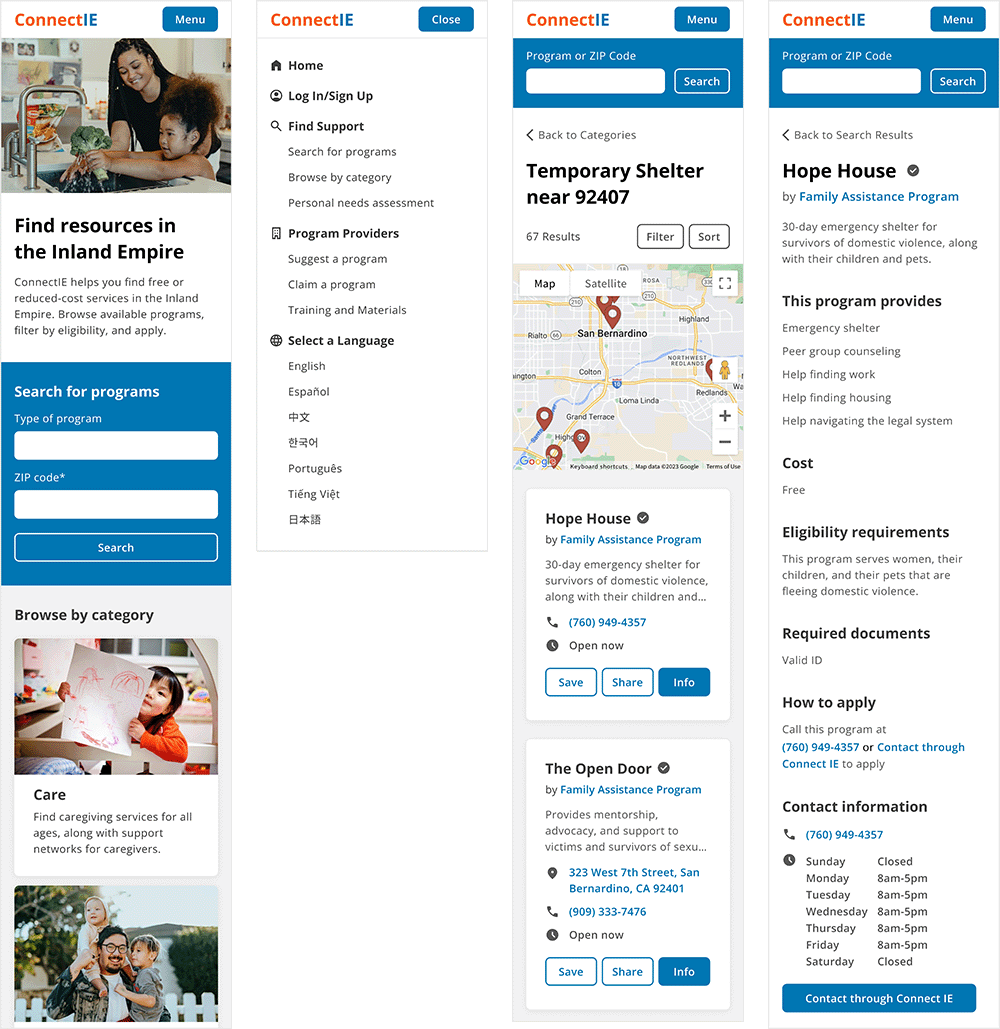 ConnectIE
Menu
Find resources in
the Inland Empire
ConnectIE helps you find free or
reduced-cost services in the Inland
Empire. Browse available programs,
filter by eligibility, and apply.
Search for programs
Type of program
ZIP code*
Search
Browse by category
Care
Find caregiving services for all
ages, along with support
networks for caregivers.
ConnectIE
Close
Home
Log In/Sign Up
Find Support
Search for programs
Browse by category
Personal needs assessment
Program Providers
Suggest a program
Claim a program
Training and Materials
Select a Language
English
Español
中文
한국어
Português
Tiếng Việt
日本語
ConnectIE
Menu
Program or ZIP Code
Search
Back to Categories
Temporary Shelter
near 92407
67 Results
Filter
Sort
Map
Satellite
ROSA
18
210
210
Highland
Rialto
66
San Bernardino
NORTHWEST
REDLANDS
Colton
ington
10
Redlands
Loma Linda
Grand Terrace
Highgrov
Google
Keyboard shortcuts
Map data ©2023 Google
Terms of Use
Hope House
by Family Assistance Program
30-day emergency shelter for
survivors of domestic violence,
along with their children and...
(760) 949-4357
Open now
Save
Share
Info
The Open Door
by Family Assistance Program
Provides mentorship,
advocacy, and support to
victims and survivors of sexu...
323 West 7th Street, San
Bernardino, CA 92401
(909) 333-7476
Open now
Save
Share
Info
ConnectIE
Menu
Program or ZIP Code
Search
Back to Search Results
Hope House
by Family Assistance Program
30-day emergency shelter for
survivors of domestic violence, along
with their children and pets.
This program provides
Emergency shelter
Peer group counseling
Help finding work
Help finding housing
Help navigating the legal system
Cost
Free
Eligibility requirements
This program serves women, their
children, and their pets that are
fleeing domestic violence.
Required documents
Valid ID
How to apply
Call this program at
(760) 949-4357 or Contact through
Connect IE to apply
Contact information
(760) 949-4357
Sunday Closed
Monday 8am-5pm
Tuesday 8am-5pm
Wednesday 8am-5pm
Thursday 8am-5pm
Friday 8am-5pm
Saturday Closed
Contact through Connect IE